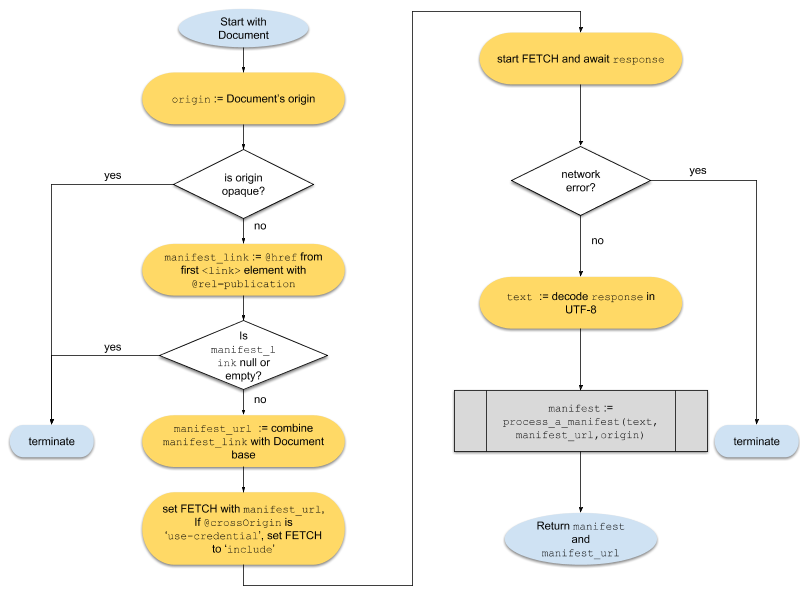 Start with
Document
origin := Document's origin
is origin
opaque?
yes
no
manifest_link := @href from
first <link> element with
@rel=publication
Is
manifest_l
ink null or
empty?
yes
no
terminate
manifest_url := combine
manifest_link with Document
base
set FETCH with manifest_url,
If @crossOrigin is
'use-credential', set FETCH
to 'include'
start FETCH and await response
network
error?
yes
no
text := decode response in
UTF-8
manifest :=
process_a_manifest(text,
manifest_url,origin)
terminate
Return manifest
and
manifest_url